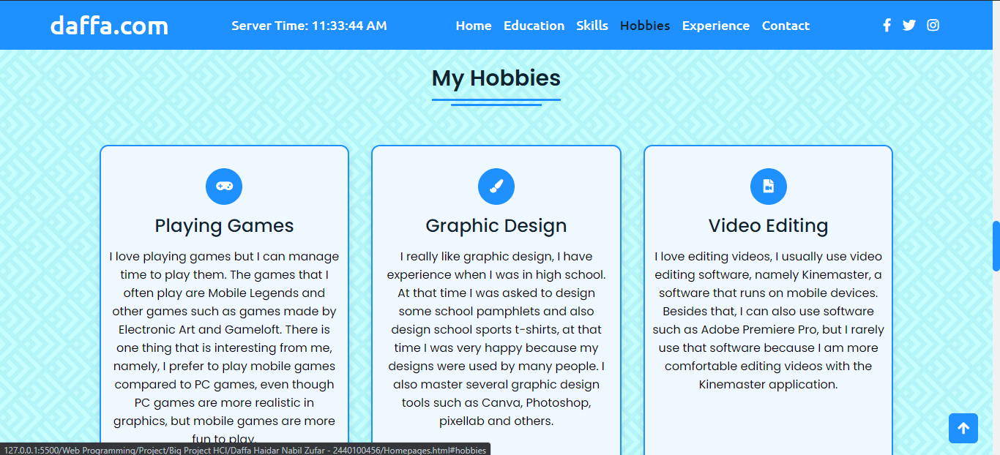 daffa.com
Server Time: 11:33:44 AM
Home Education Skills Hobbies Experience Contact
My Hobbies
Playing Games
I love playing games but I can manage
time to play them. The games that I
often play are Mobile Legends and
other games such as games made by
Electronic Art and Gameloft. There is
one thing that is interesting from me,
namely, I prefer to play mobile games
compared to PC games, even though
PC games are more realistic in
graphics, but mobile games are more
fun to play.
Graphic Design
I really like graphic design, I have
experience when I was in high school.
At that time I was asked to design
some school pamphlets and also
design school sports t-shirts, at that
time I was very happy because my
designs were used by many people. I
also master several graphic design
tools such as Canva, Photoshop,
pixellab and others.
Video Editing
I love editing videos, I usually use video
editing software, namely Kinemaster, a
software that runs on mobile devices.
Besides that, I can also use software
such as Adobe Premiere Pro, but I rarely
use that software because I am more
comfortable editing videos with the
Kinemaster application.
127.0.0.1:5500/Web Programming/Project/Big Project HCI/Daffa Haidar Nabil Zufar - 2440100456/Homepages.html#hobbies